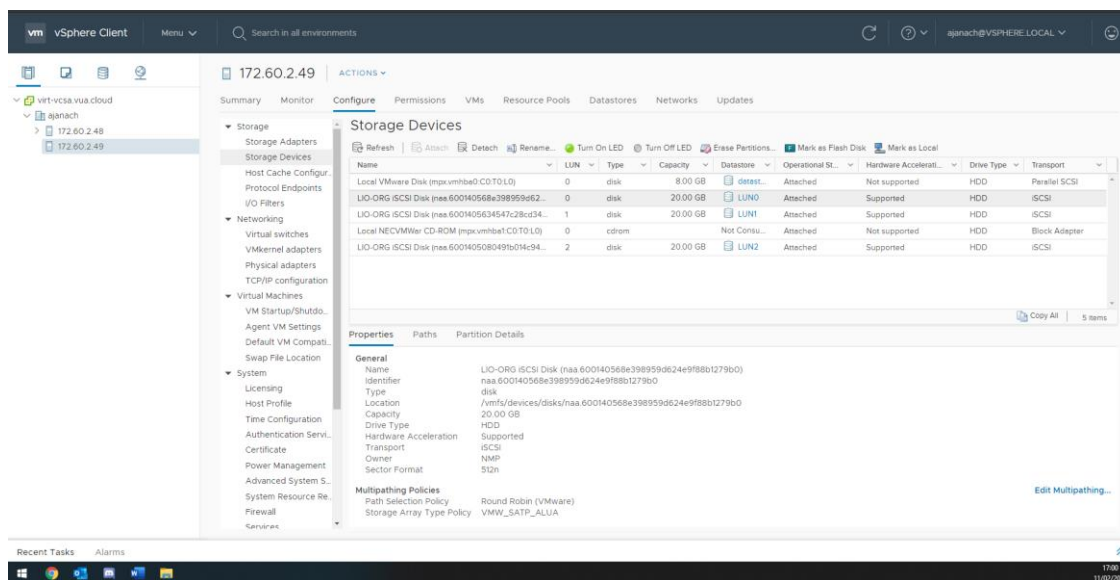 vm vSphere Client Menu Search in all environments ajanach@VSPHERE.LOCAL
172.60.2.49 ACTIONS
virt-vcsa.vua.cloud
ajanach
172.60.2.48
172.60.2.49
Summary Monitor Configure Permissions VMs Resource Pools Datastores Networks Updates
Storage
Storage Adapters
Storage Devices
Host Cache Configur..
Protocol Endpoints
I/O Filters
Networking
Virtual switches
VMkernel adapters
Physical adapters
TCP/IP configuration
Virtual Machines
VM Startup/Shutdo..
Agent VM Settings
Default VM Compati..
Swap File Location
System
Licensing
Host Profile
Time Configuration
Authentication Servi..
Certificate
Power Management
Advanced System S..
System Resource Re..
Firewall
Services
Storage Devices
Refresh Attach Detach Rename... Turn On LED Turn Off LED Erase Partitions... Mark as Flash Disk Mark as Local
Name LUN Type Capacity Datastore Operational St... Hardware Accelerati... Drive Type Transport
Local VMware Disk (mpx.vmhba0:C0:T0:L0) 0 disk 8.00 GB datast... Attached Not supported HDD Parallel SCSI
LIO-ORG iSCSI Disk (naa.600140568e398959d62... 0 disk 20.00 GB LUN0 Attached Supported HDD iSCSI
LIO-ORG iSCSI Disk (naa.6001405634547c28cd34... 1 disk 20.00 GB LUN1 Attached Supported HDD iSCSI
Local NECVMWar CD-ROM (mpx.vmhba1:C0:T0:L0) 0 cdrom Not Consu... Attached Not supported HDD Block Adapter
LIO-ORG iSCSI Disk (naa.6001405080491b014c94... 2 disk 20.00 GB LUN2 Attached Supported HDD iSCSI
Copy All 5 items
Properties Paths Partition Details
General
Name LIO-ORG iSCSI Disk (naa.600140568e398959d624e9f88b1279b0)
Identifier naa.600140568e398959d624e9f88b1279b0
Type disk
Location /vmfs/devices/disks/naa.600140568e398959d624e9f88b1279b0
Capacity 20.00 GB
Drive Type HDD
Hardware Acceleration Supported
Transport iSCSI
Owner NMP
Sector Format 512n
Multipathing Policies Edit Multipathing...
Path Selection Policy Round Robin (VMware)
Storage Array Type Policy VMW_SATP_ALUA
Recent Tasks Alarms
17:00